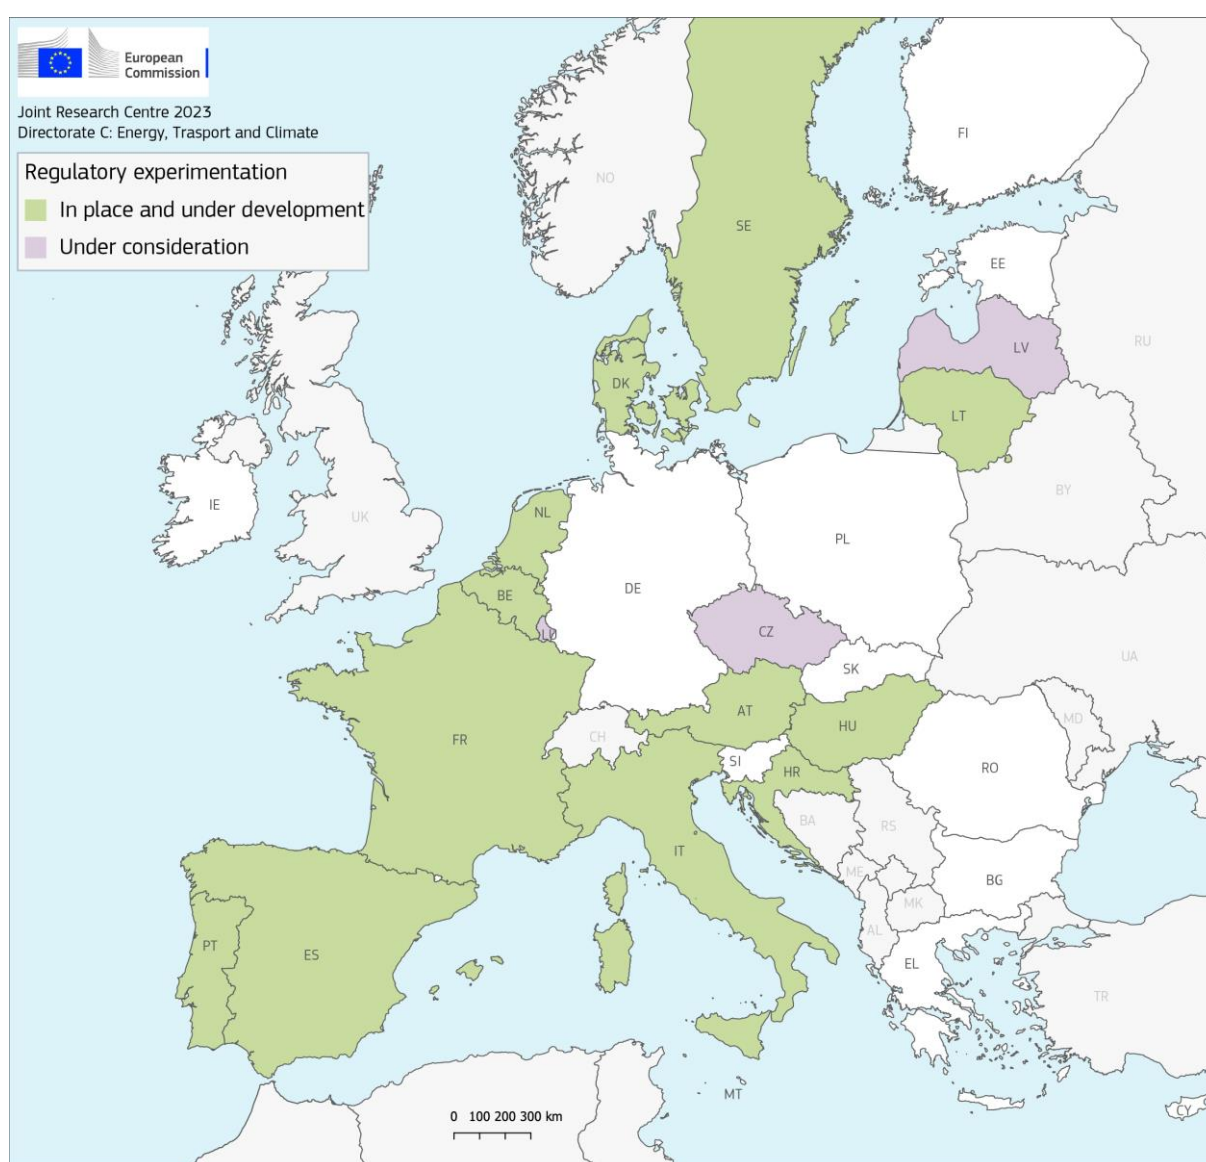 European
Commission
Joint Research Centre 2023
Directorate C: Energy, Trasport and Climate
Regulatory experimentation
In place and under development
Under consideration
FI
NO
SE
EE
LV
RU
DK
LT
IE
UK
BY
NL
PL
DE
BE
LU
CZ
UA
SK
AT
MD
FR
CH
HU
SI
HR
RO
BA
RS
IT
ME
BG
MK
AL
PT
ES
EL
TR
MT
CY
0 100 200 300 km